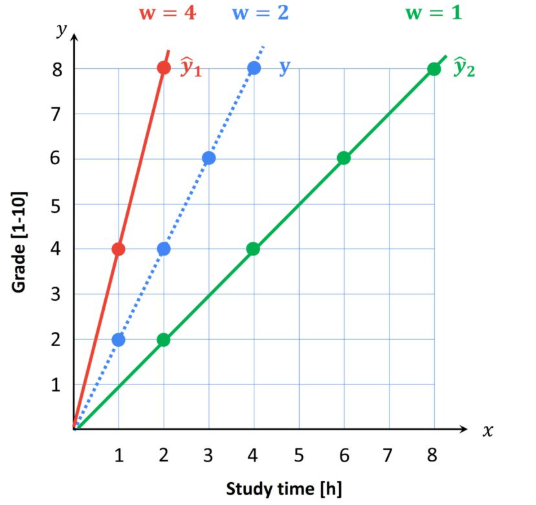 w = 4 w = 2 w = 1
y
8 ŷ₁ y ŷ₂
7
6
5
4
3
2
1
Grade [1-10]
x
1 2 3 4 5 6 7 8
Study time [h]